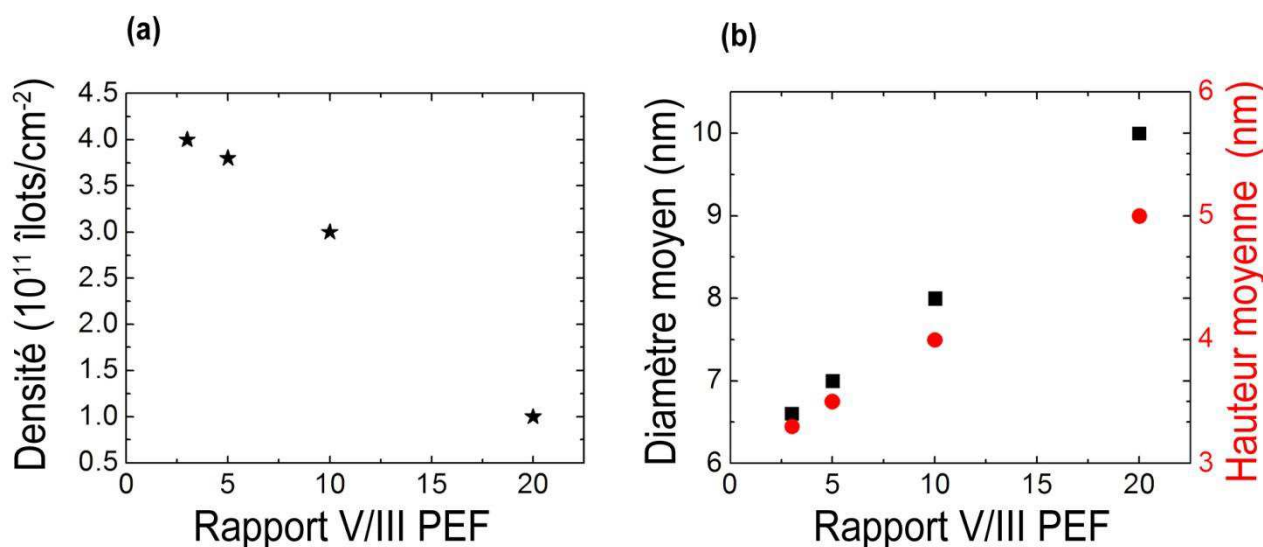 (a)
Densité (10¹¹ îlots/cm⁻²)
4.5
4.0
3.5
3.0
2.5
2.0
1.5
1.0
0.5
0 5 10 15 20
Rapport V/III PEF
(b)
Diamètre moyen (nm)
10
9
8
7
6
0 5 10 15 20
Rapport V/III PEF
6
5
4
3
Hauteur moyenne (nm)